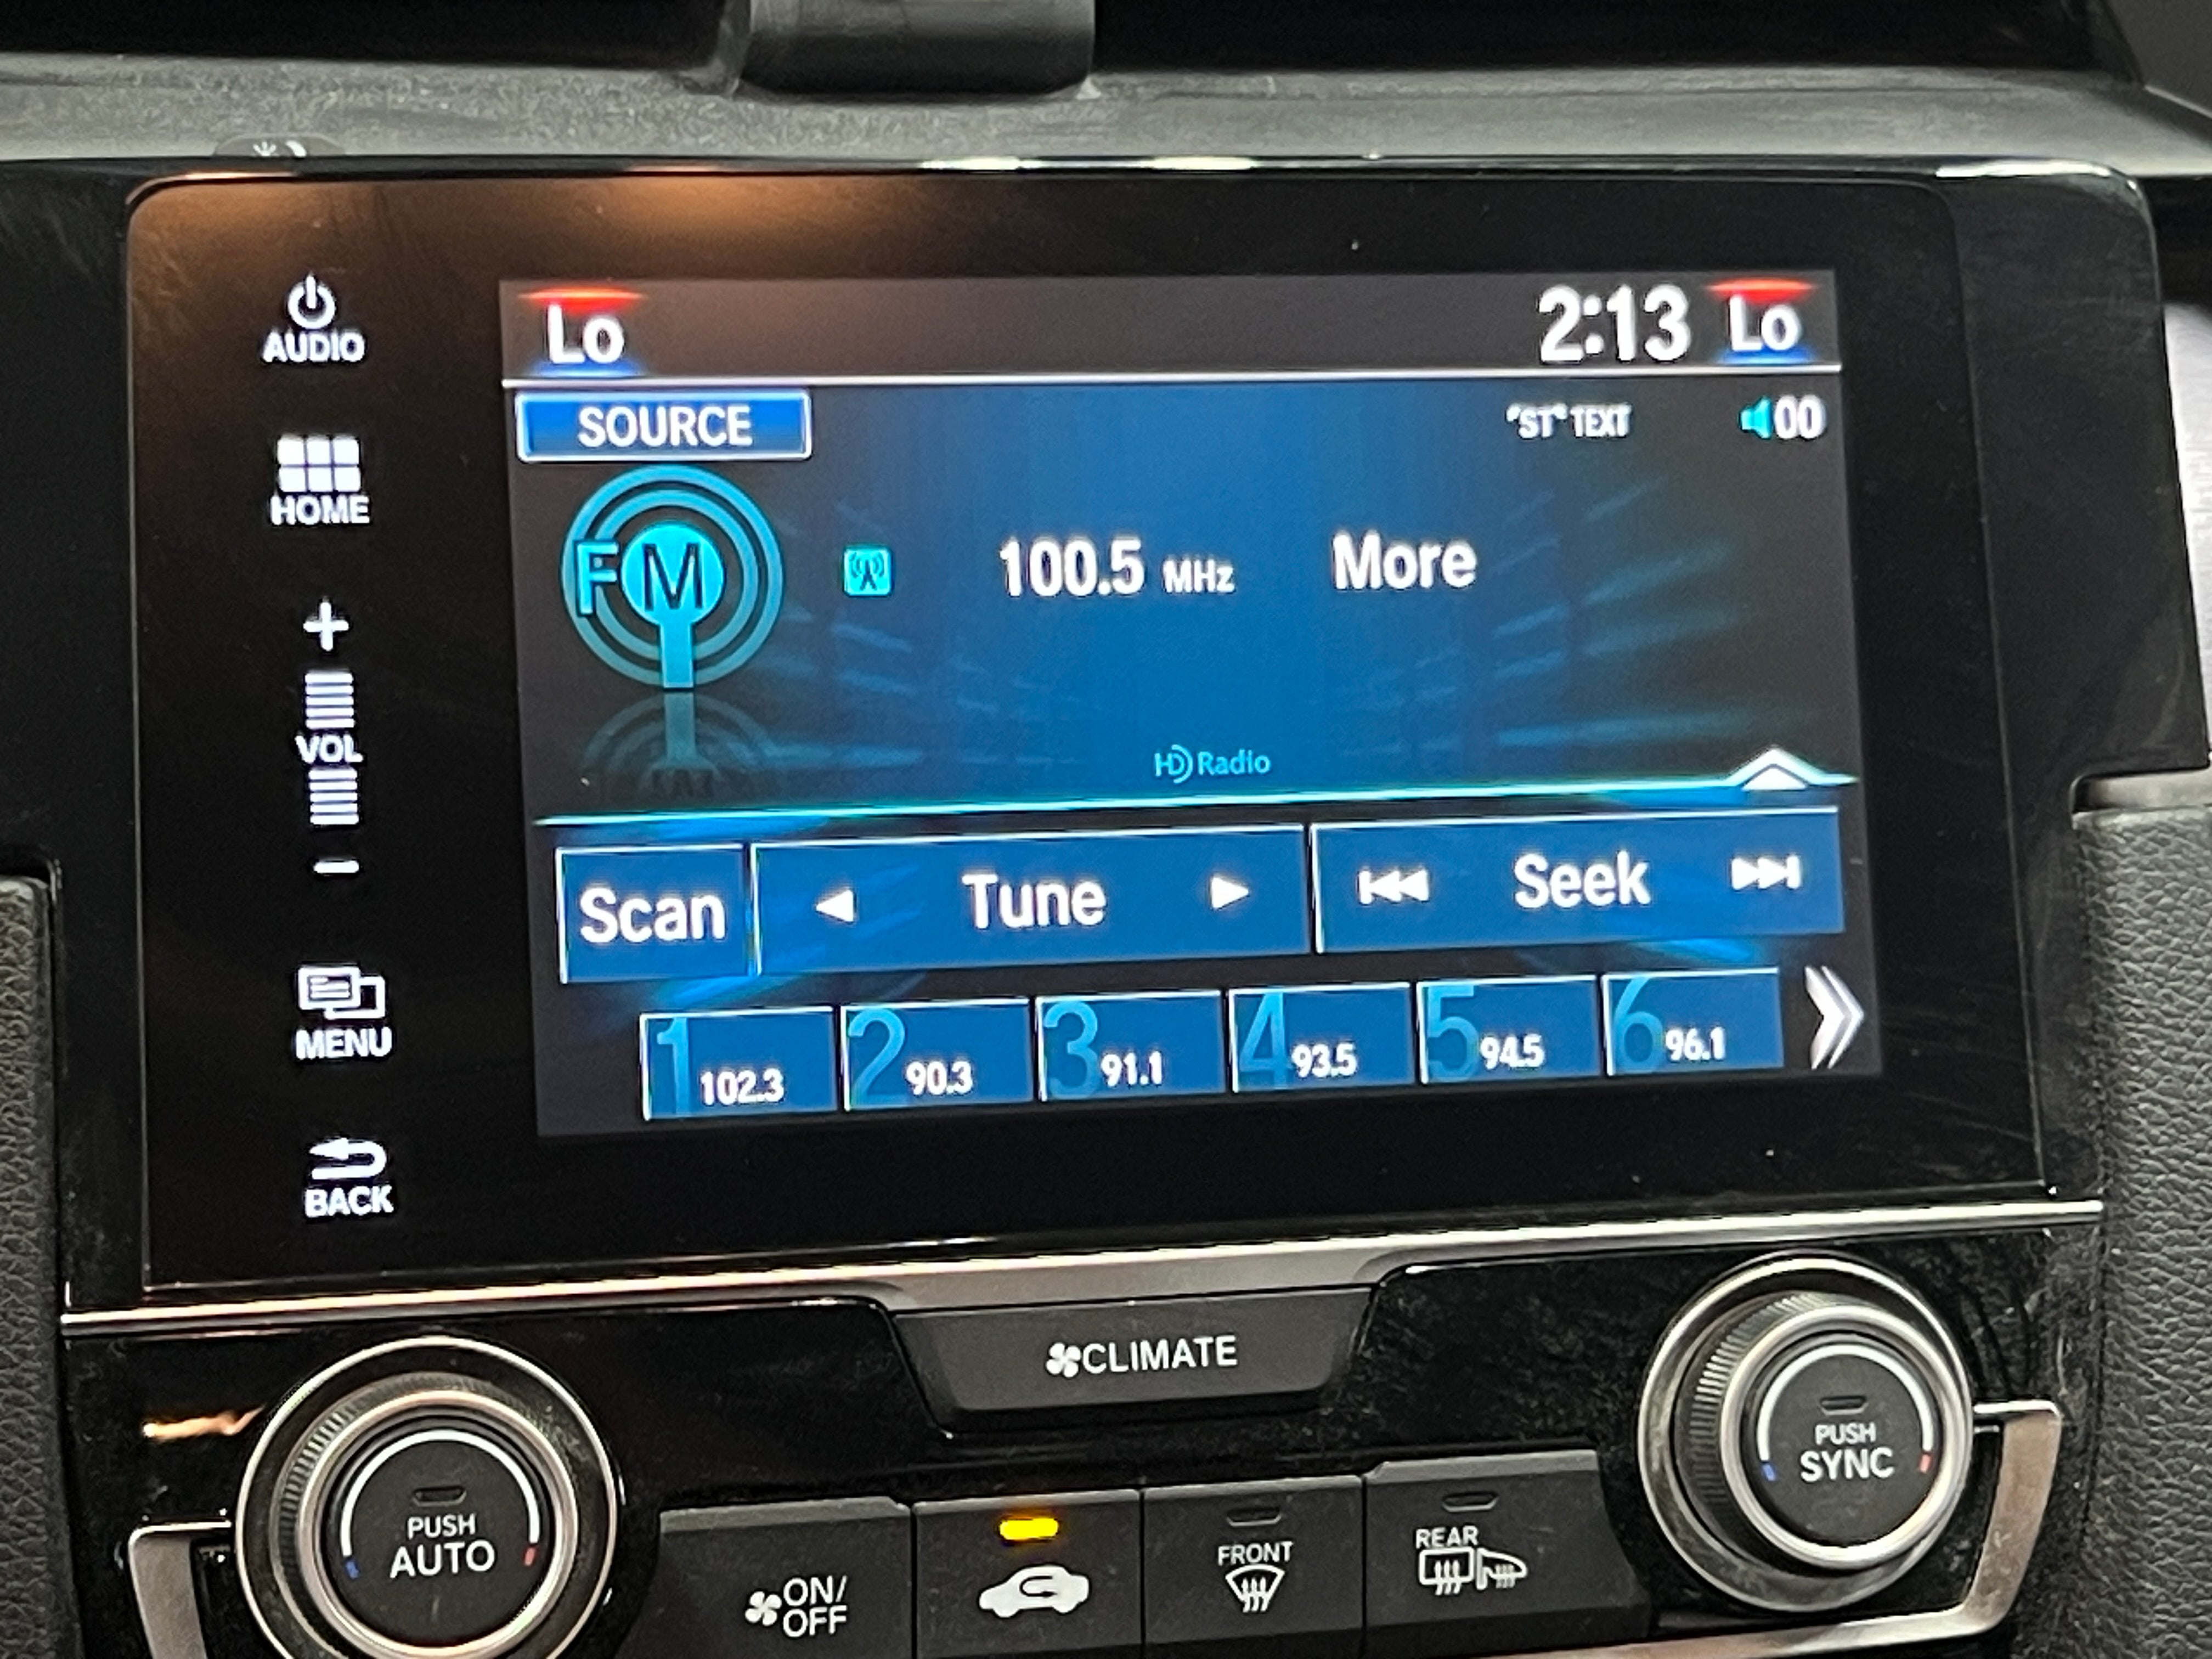 AUDIO
HOME
VOL
MENU
BACK
Lo 2:13 Lo
SOURCE "ST" TEXT 00
FM 100.5 MHz More
HD Radio
Scan Tune Seek
1 102.3 2 90.3 3 91.1 4 93.5 5 94.5 6 96.1
CLIMATE
PUSH
AUTO
ON/
OFF
FRONT
REAR
PUSH
SYNC